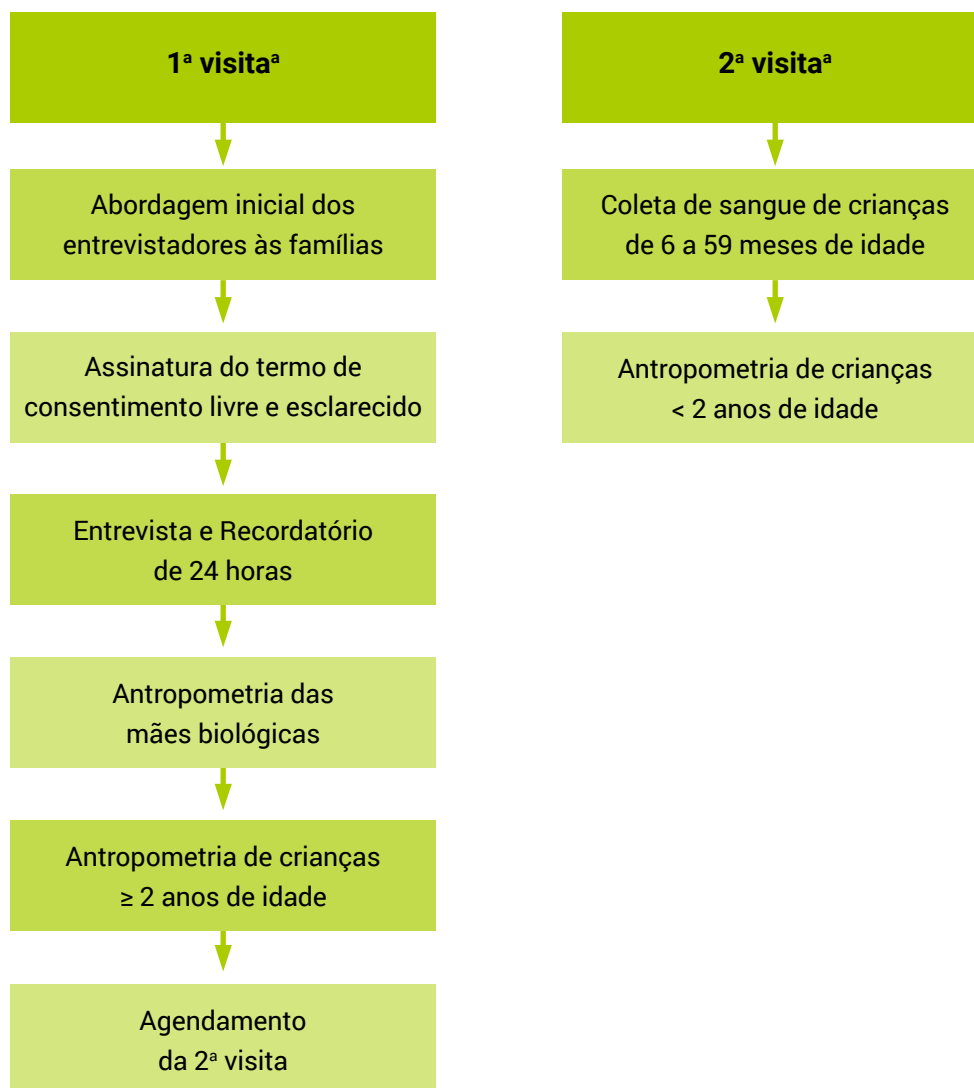 1ª visitaª
Abordagem inicial dos
entrevistadores às famílias
Assinatura do termo de
consentimento livre e esclarecido
Entrevista e Recordatório
de 24 horas
Antropometria das
mães biológicas
Antropometria de crianças
≥ 2 anos de idade
Agendamento
da 2ª visita
2ª visitaª
Coleta de sangue de crianças
de 6 a 59 meses de idade
Antropometria de crianças
< 2 anos de idade